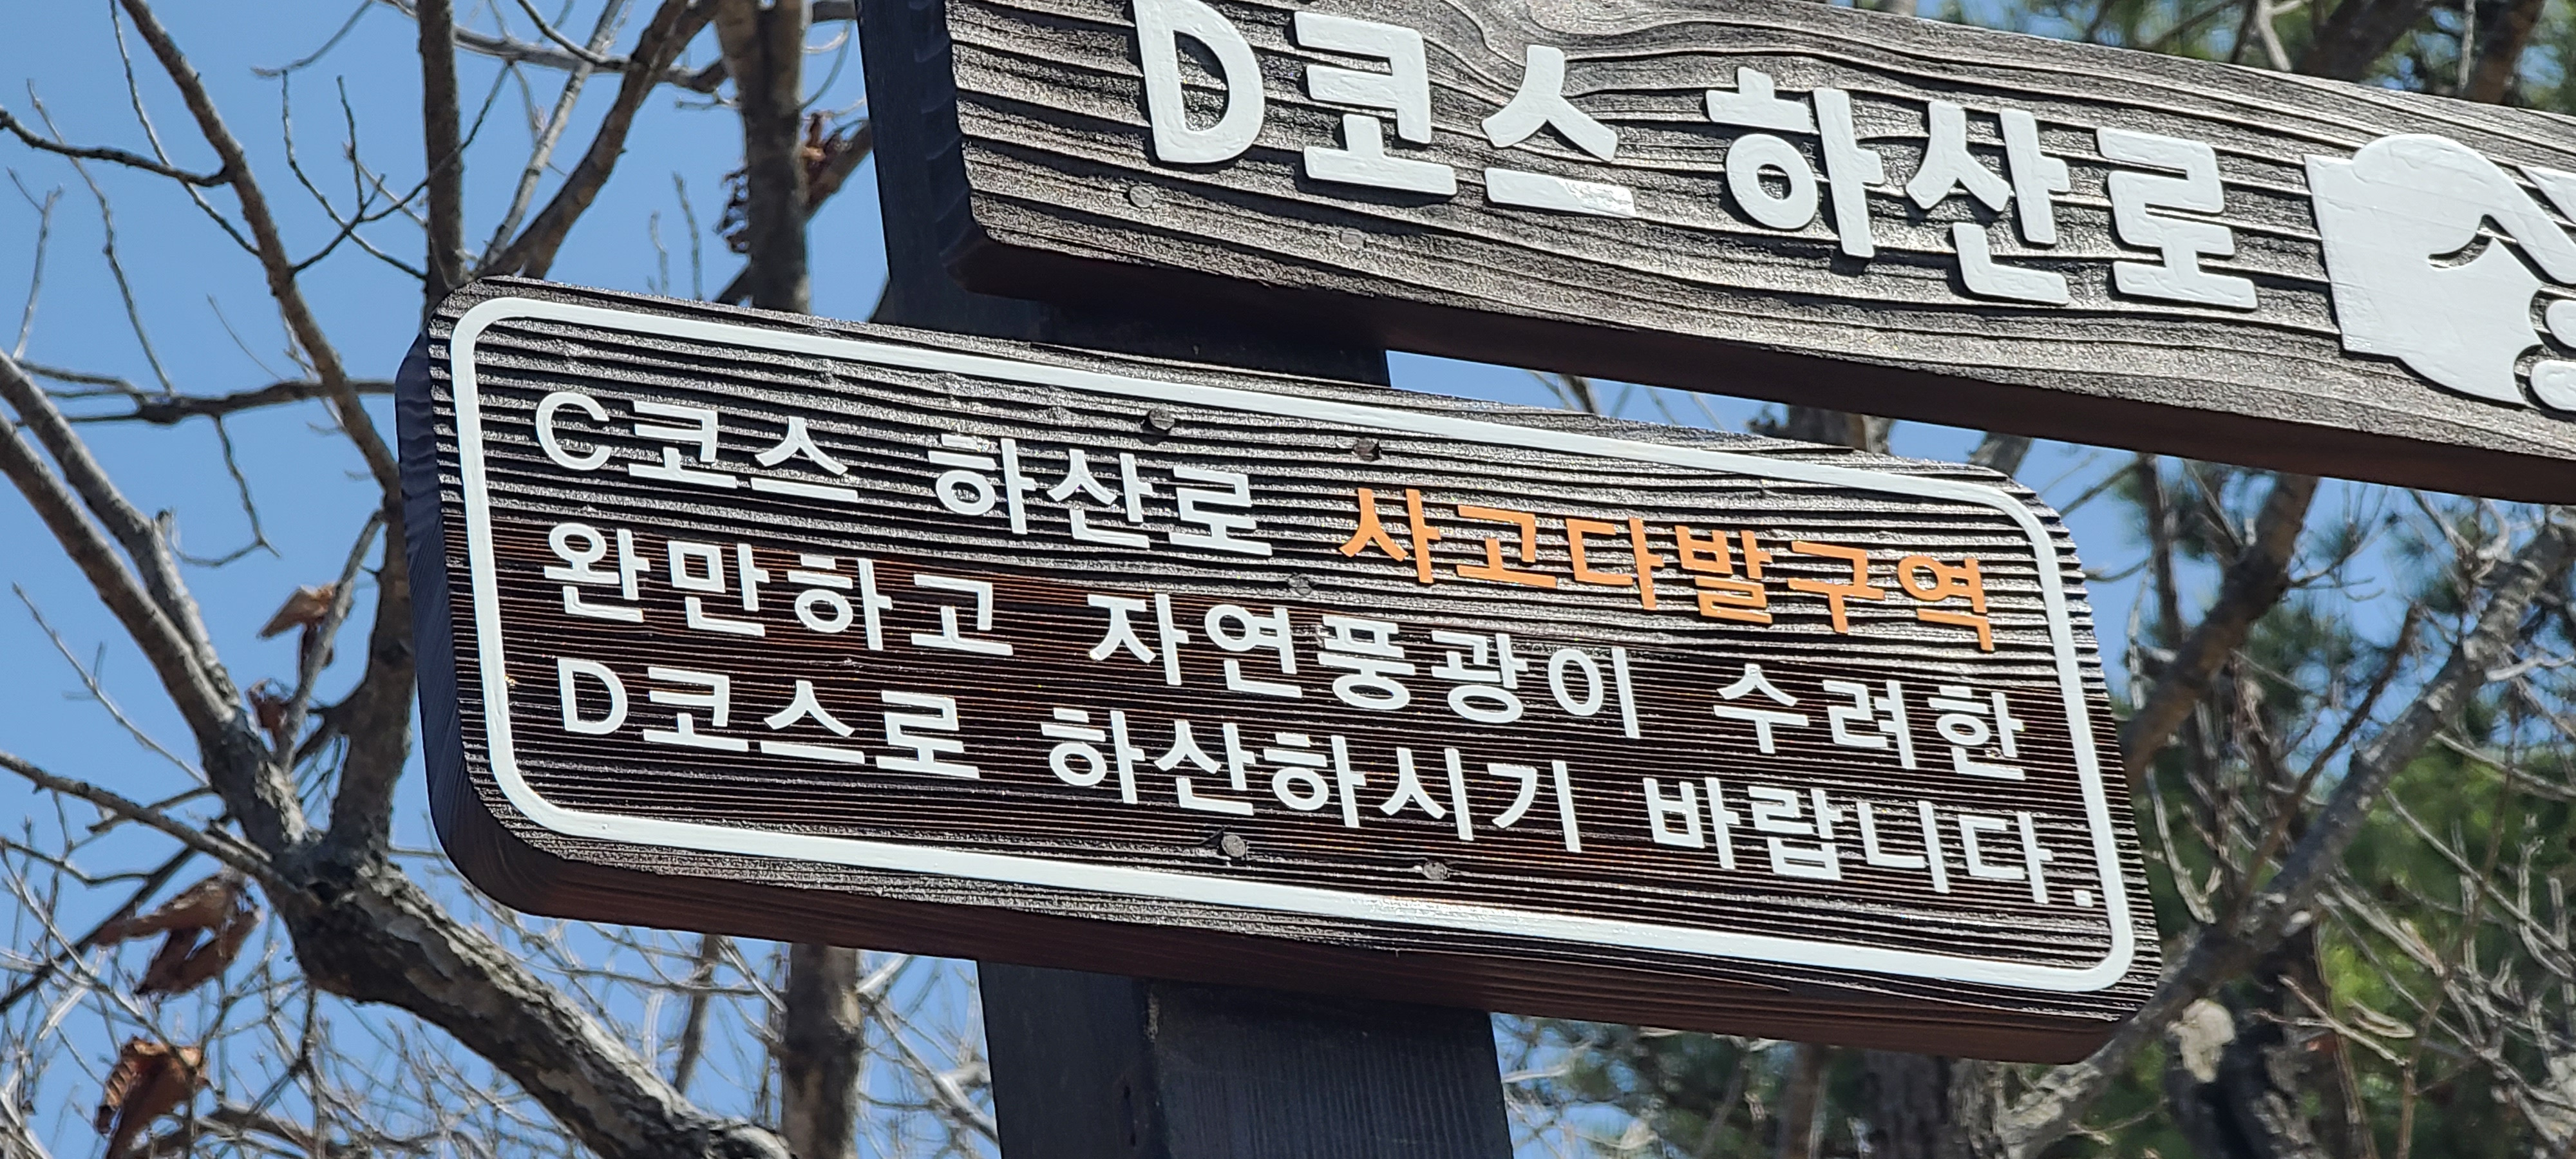 D코스 하산로
C코스 하산로 사고다발구역
완만하고 자연풍광이 수려한
D코스로 하산하시기 바랍니다.